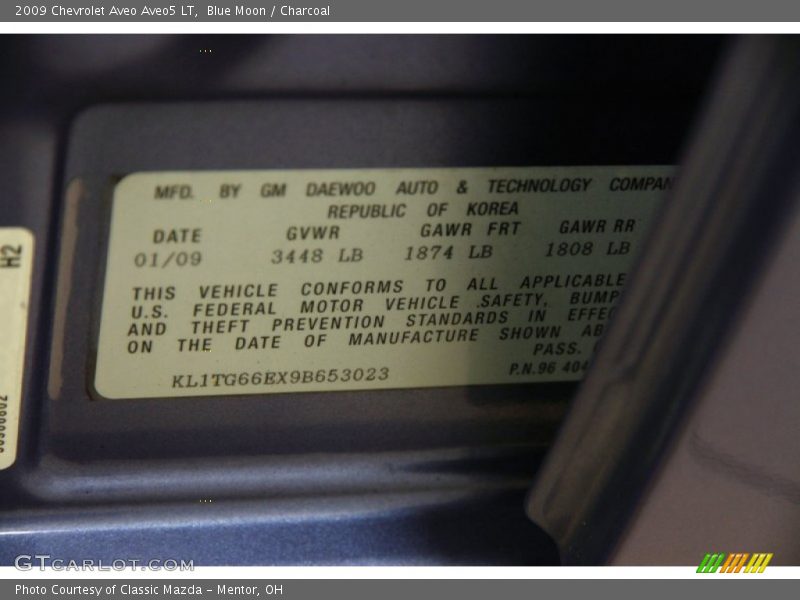 2009 Chevrolet Aveo Aveo5 LT,  Blue Moon / Charcoal
MFD. BY GM DAEWOO AUTO & TECHNOLOGY COMPAN
REPUBLIC OF KOREA
DATE GVWR GAWR FRT GAWR RR
01/09 3448 LB 1874 LB 1808 LB
THIS VEHICLE CONFORMS TO ALL APPLICABLE
U.S. FEDERAL MOTOR VEHICLE SAFETY, BUMP
AND THEFT PREVENTION STANDARDS IN EFFEC
ON THE DATE OF MANUFACTURE SHOWN AB
PASS.
KL1TG66EX9B653023
P.N.96 404
H2
GTCARLOT.COM
Photo Courtesy of Classic Mazda - Mentor, OH